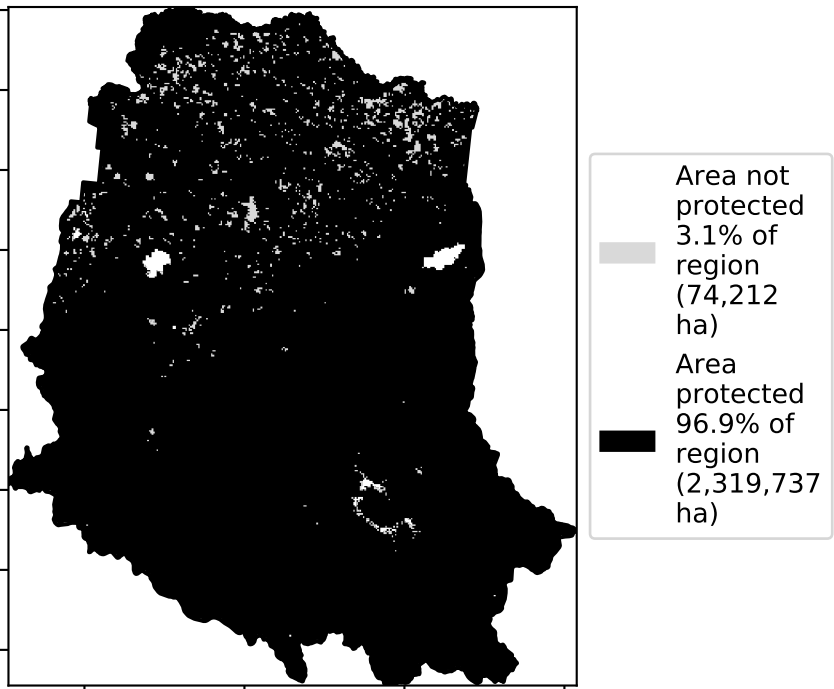 Area not
protected
3.1% of
region
(74,212
ha)
Area
protected
96.9% of
region
(2,319,737
ha)